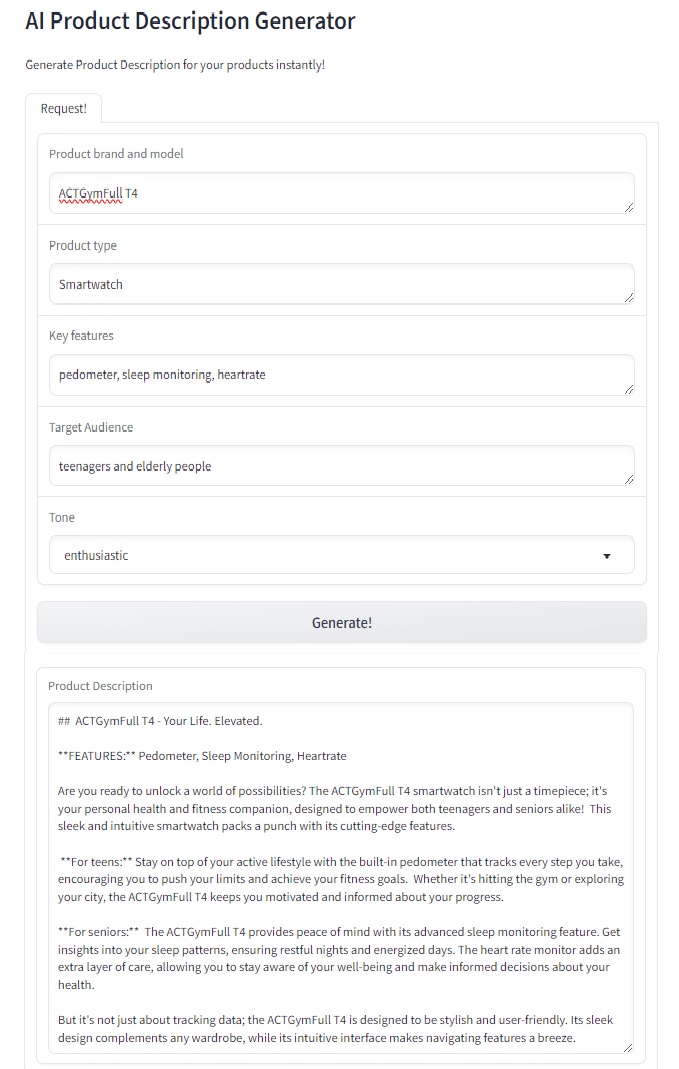 AI Product Description Generator
Generate Product Description for your products instantly!
Request!
Product brand and model
ACTGymFull T4
Product type
Smartwatch
Key features
pedometer, sleep monitoring, heartrate
Target Audience
teenagers and elderly people
Tone
enthusiastic
Generate!
Product Description
## ACTGymFull T4 - Your Life. Elevated.
**FEATURES:** Pedometer, Sleep Monitoring, Heartrate
Are you ready to unlock a world of possibilities? The ACTGymFull T4 smartwatch isn't just a timepiece; it's
your personal health and fitness companion, designed to empower both teenagers and seniors alike!  This
sleek and intuitive smartwatch packs a punch with its cutting-edge features.
**For teens:** Stay on top of your active lifestyle with the built-in pedometer that tracks every step you take,
encouraging you to push your limits and achieve your fitness goals.  Whether it's hitting the gym or exploring
your city, the ACTGymFull T4 keeps you motivated and informed about your progress.
**For seniors:**  The ACTGymFull T4 provides peace of mind with its advanced sleep monitoring feature. Get
insights into your sleep patterns, ensuring restful nights and energized days. The heart rate monitor adds an
extra layer of care, allowing you to stay aware of your well-being and make informed decisions about your
health.
But it's not just about tracking data; the ACTGymFull T4 is designed to be stylish and user-friendly. Its sleek
design complements any wardrobe, while its intuitive interface makes navigating features a breeze.